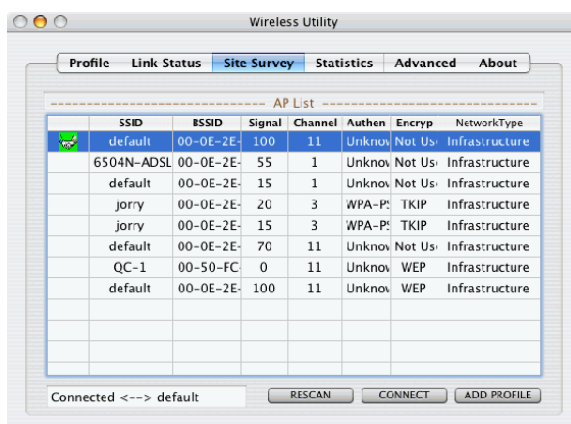 Wireless Utility
Profile Link Status Site Survey Statistics Advanced About
AP List
SSID BSSID Signal Channel Authen Encryp NetworkType
default 00-0E-2E- 100 11 Unknov Not Us Infrastructure
6504N-ADSL 00-0E-2E- 55 1 Unknov Not Us Infrastructure
default 00-0E-2E- 15 1 Unknov Not Us Infrastructure
jorry 00-0E-2E- 20 3 WPA-PS TKIP Infrastructure
jorry 00-0E-2E- 15 3 WPA-PS TKIP Infrastructure
default 00-0E-2E- 70 11 Unknov Not Us Infrastructure
QC-1 00-50-FC 0 11 Unknov WEP Infrastructure
default 00-0E-2E- 100 11 Unknov WEP Infrastructure
Connected <--> default RESCAN CONNECT ADD PROFILE